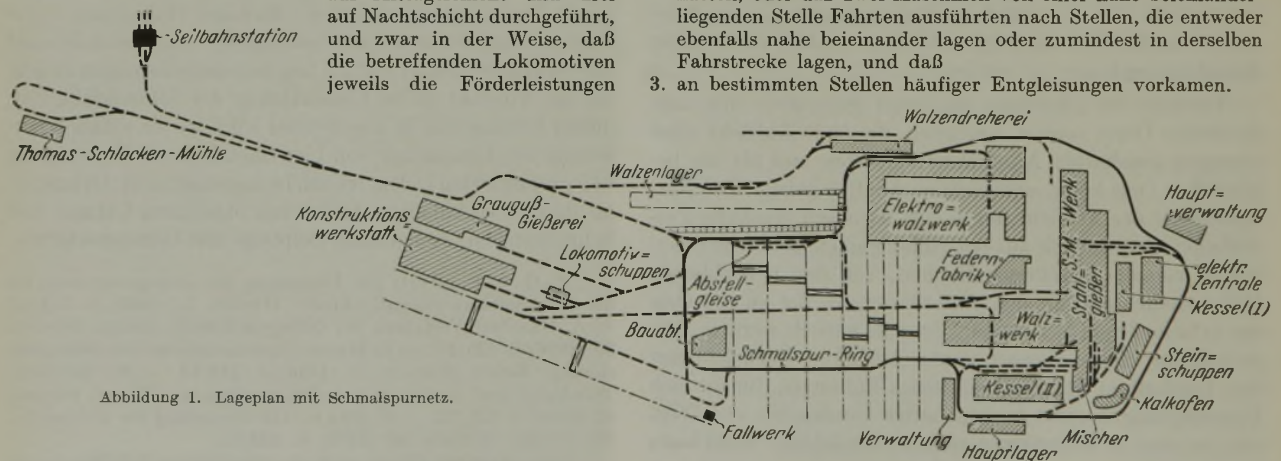 auf Nachtschicht durchgeführt,
und zwar in der Weise, daß
die betreffenden Lokomotiven
jeweils die Förderleistungen
liegenden Stelle Fahrten ausführten nach Stellen, die entweder
ebenfalls nahe beieinander lagen oder zumindest in derselben
Fahrstrecke lagen, und daß
3. an bestimmten Stellen häufiger Entgleisungen vorkamen.
Seilbahnstation
Thomas-Schlacken-Mühle
Walzendreherei
Walzenlager
Grauguß-
Gießerei
Konstruktions
werkstatt
Lokomotiv=
schuppen
Elektro=
walzwerk
S.-M.-Werk
Haupt=
verwaltung
Abstell-
gleise
Federn-
fabrik
Stahl=
gießerei
elektr.
Zentrale
Kessel(I)
Bauabt.
Walz=
werk
Schmalspur-Ring
Stein=
schuppen
Kessel(II)
Kalkofen
Abbildung 1. Lageplan mit Schmalspurnetz.
Fallwerk
Verwaltung
Mischer
Hauptlager